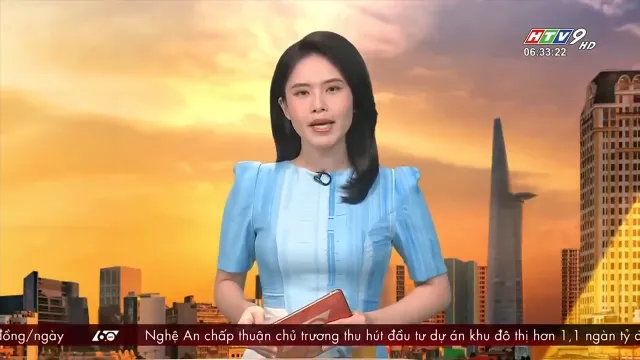 HTV9 HD
06:33:22
đồng/ngày
60 Nghệ An chấp thuận chủ trương thu hút đầu tư dự án khu đô thị hơn 1,1 ngàn tỷ đ